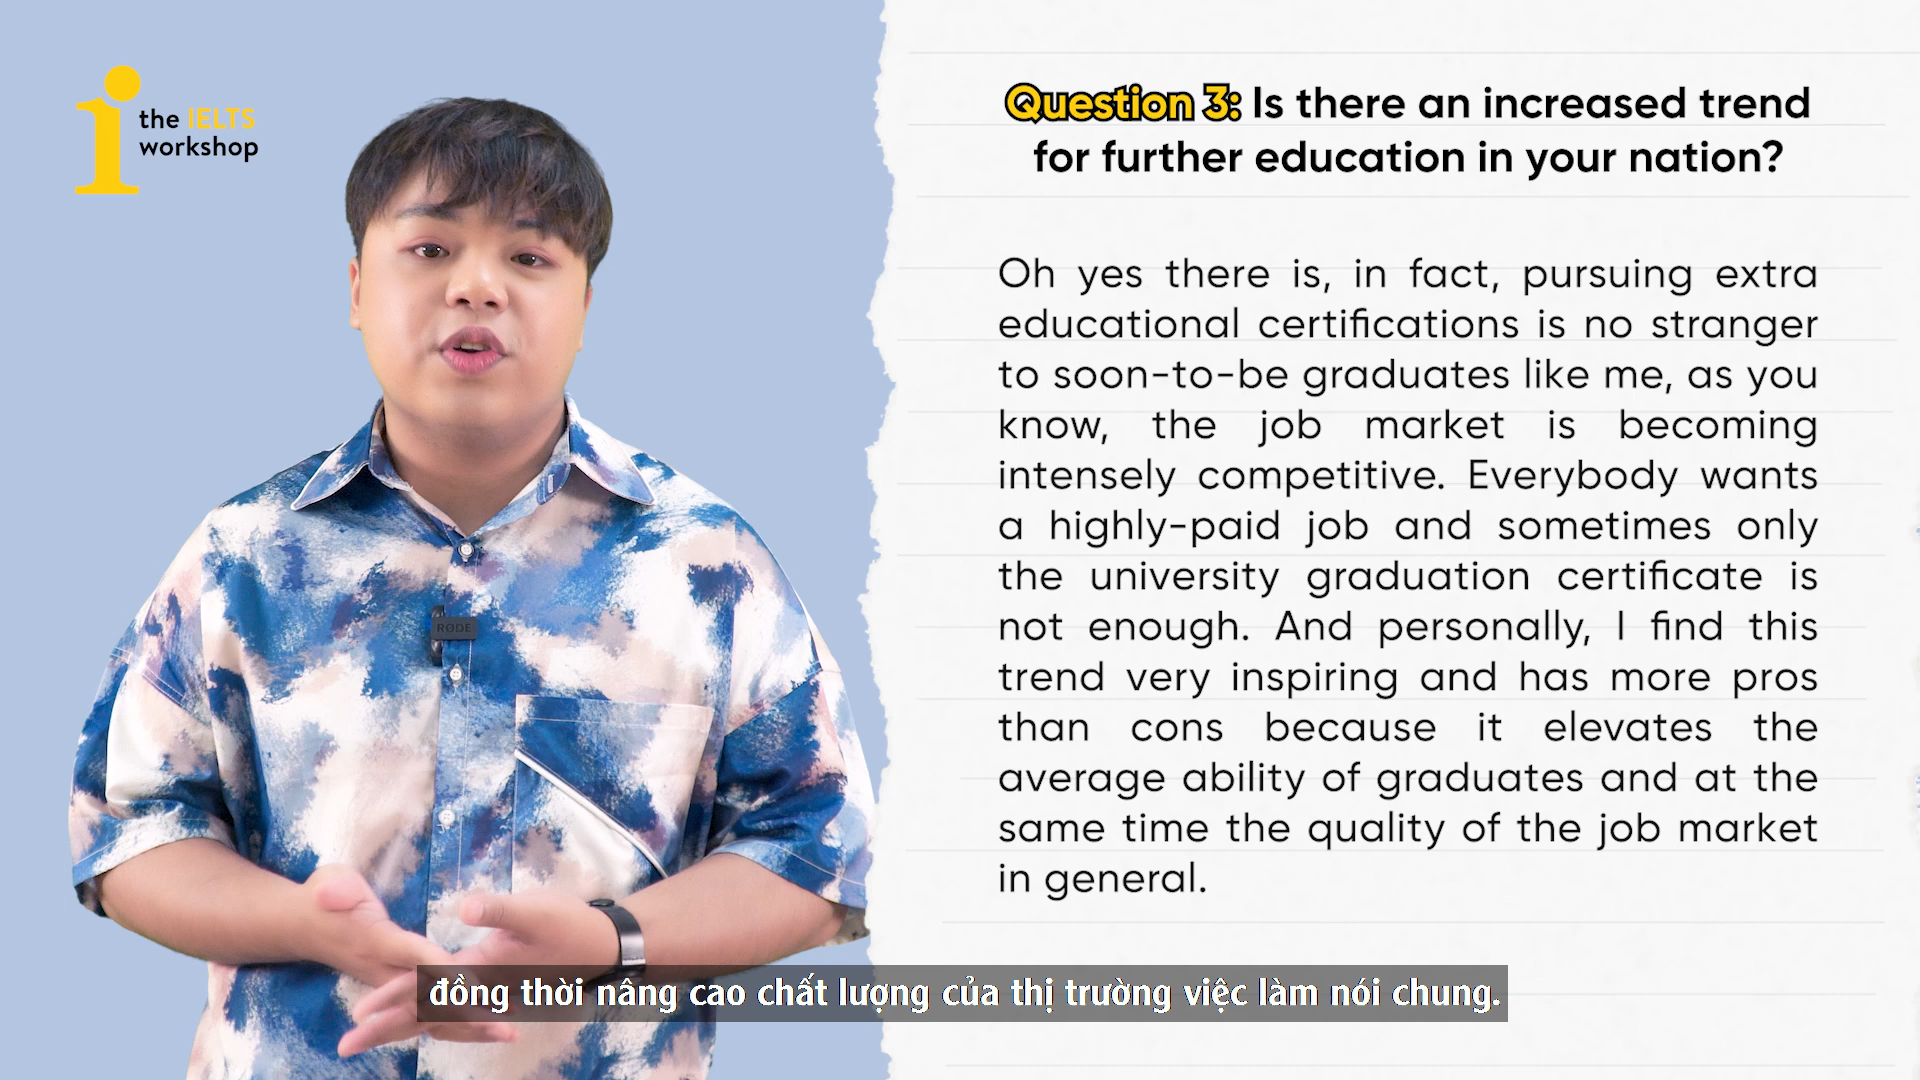 the IELTS
workshop
Question 3: Is there an increased trend
for further education in your nation?
Oh yes there is, in fact, pursuing extra
educational certifications is no stranger
to soon-to-be graduates like me, as you
know, the job market is becoming
intensely competitive. Everybody wants
a highly-paid job and sometimes only
the university graduation certificate is
not enough. And personally, I find this
trend very inspiring and has more pros
than cons because it elevates the
average ability of graduates and at the
same time the quality of the job market
in general.
RØDE
đồng thời nâng cao chất lượng của thị trường việc làm nói chung.